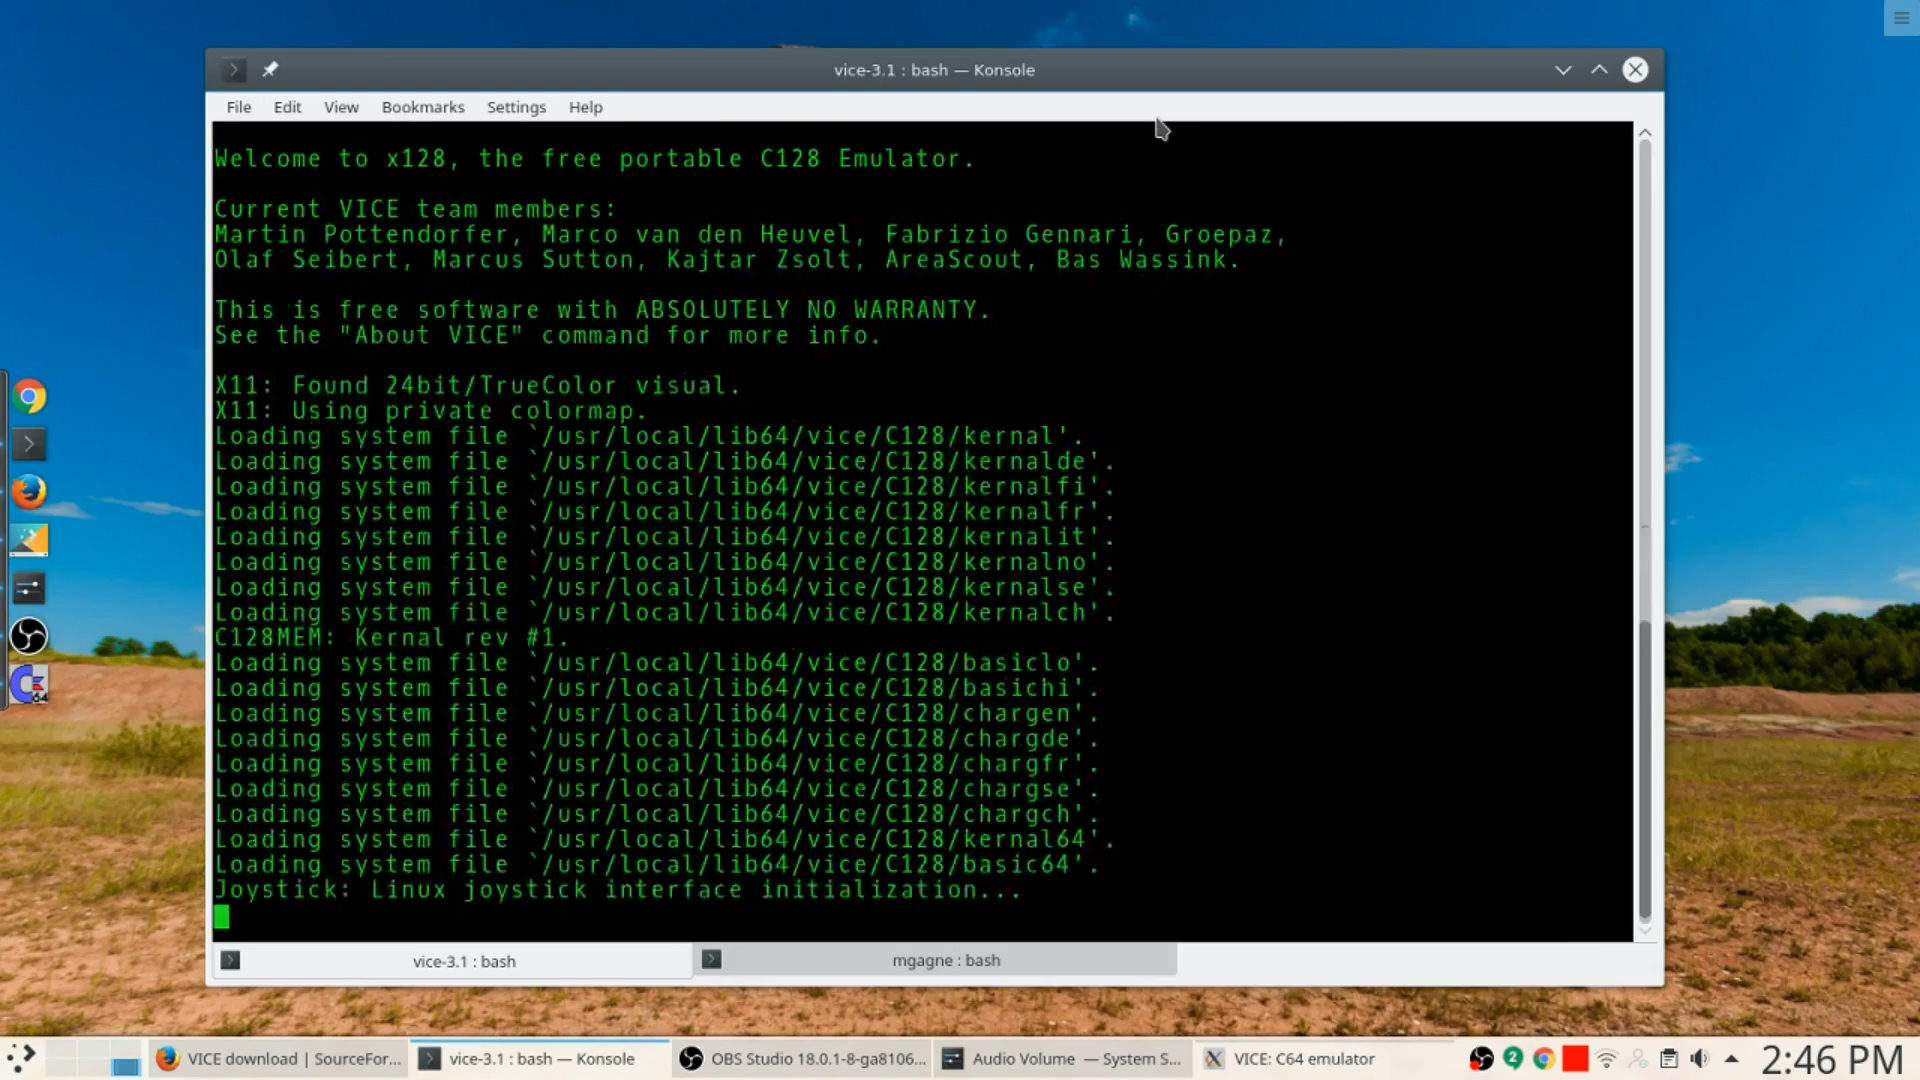 vice-3.1 : bash — Konsole
File Edit View Bookmarks Settings Help
Welcome to x128, the free portable C128 Emulator.
Current VICE team members:
Martin Pottendorfer, Marco van den Heuvel, Fabrizio Gennari, Groepaz,
Olaf Seibert, Marcus Sutton, Kajtar Zsolt, AreaScout, Bas Wassink.
This is free software with ABSOLUTELY NO WARRANTY.
See the "About VICE" command for more info.
X11: Found 24bit/TrueColor visual.
X11: Using private colormap.
Loading system file `/usr/local/lib64/vice/C128/kernal'.
Loading system file `/usr/local/lib64/vice/C128/kernalde'.
Loading system file `/usr/local/lib64/vice/C128/kernalfi'.
Loading system file `/usr/local/lib64/vice/C128/kernalfr'.
Loading system file `/usr/local/lib64/vice/C128/kernalit'.
Loading system file `/usr/local/lib64/vice/C128/kernalno'.
Loading system file `/usr/local/lib64/vice/C128/kernalse'.
Loading system file `/usr/local/lib64/vice/C128/kernalch'.
C128MEM: Kernal rev #1.
Loading system file `/usr/local/lib64/vice/C128/basiclo'.
Loading system file `/usr/local/lib64/vice/C128/basichi'.
Loading system file `/usr/local/lib64/vice/C128/chargen'.
Loading system file `/usr/local/lib64/vice/C128/chargde'.
Loading system file `/usr/local/lib64/vice/C128/chargfr'.
Loading system file `/usr/local/lib64/vice/C128/chargse'.
Loading system file `/usr/local/lib64/vice/C128/chargch'.
Loading system file `/usr/local/lib64/vice/C128/kernal64'.
Loading system file `/usr/local/lib64/vice/C128/basic64'.
Joystick: Linux joystick interface initialization...
64
vice-3.1 : bash mgagne : bash
VICE download | SourceFor... vice-3.1 : bash — Konsole OBS Studio 18.0.1-8-ga8106... Audio Volume — System S... VICE: C64 emulator 2 2:46 PM